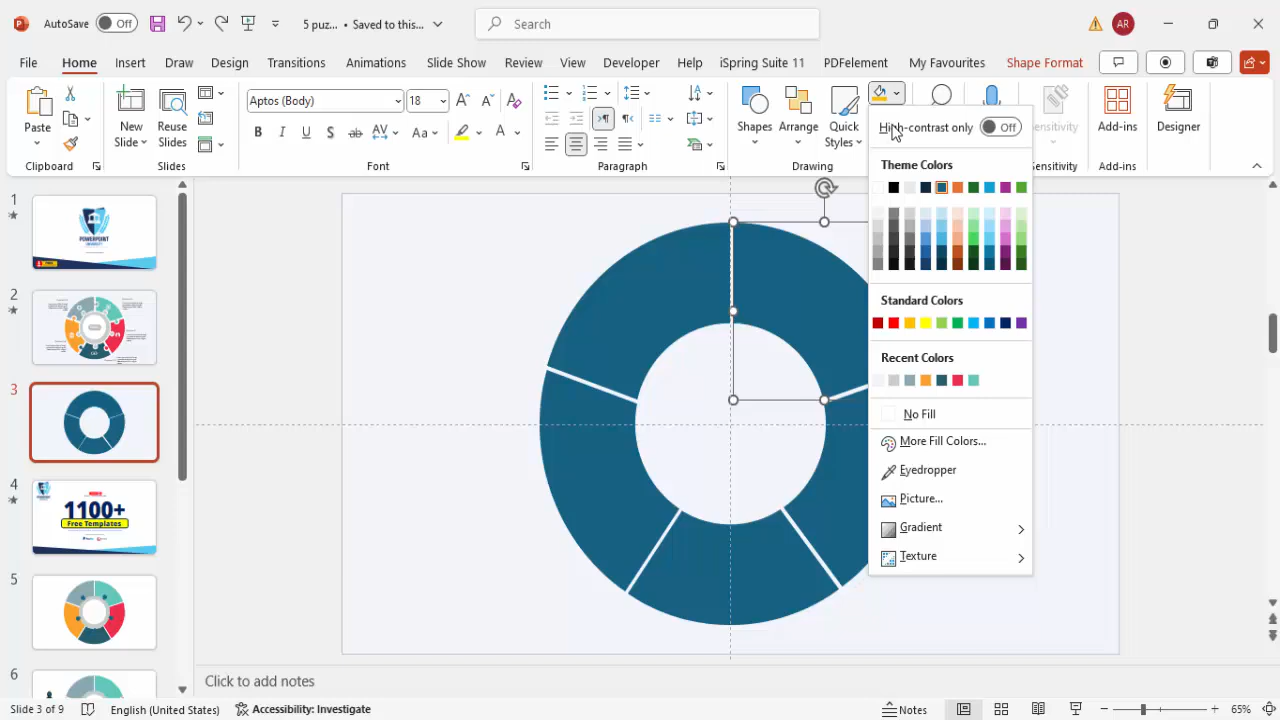 AutoSave Off 5 puz... • Saved to this... Search AR
File Home Insert Draw Design Transitions Animations Slide Show Review View Developer Help iSpring Suite 11 PDFelement My Favourites Shape Format
Paste
Clipboard
New
Slide
Reuse
Slides
Slides
Aptos (Body) 18
B I U S ab AV Aa A
Font
Paragraph
Shapes
Arrange
Quick
Styles
Drawing
Sensitivity
Add-ins
Add-ins
Designer
High-contrast only Off
Theme Colors
Standard Colors
Recent Colors
No Fill
More Fill Colors...
Eyedropper
Picture...
Gradient
Texture
1
POWERPOINT
UNIVERSITY
2
3
4
1100+
Free Templates
5
6
Click to add notes
Slide 3 of 9 English (United States) Accessibility: Investigate Notes 65%